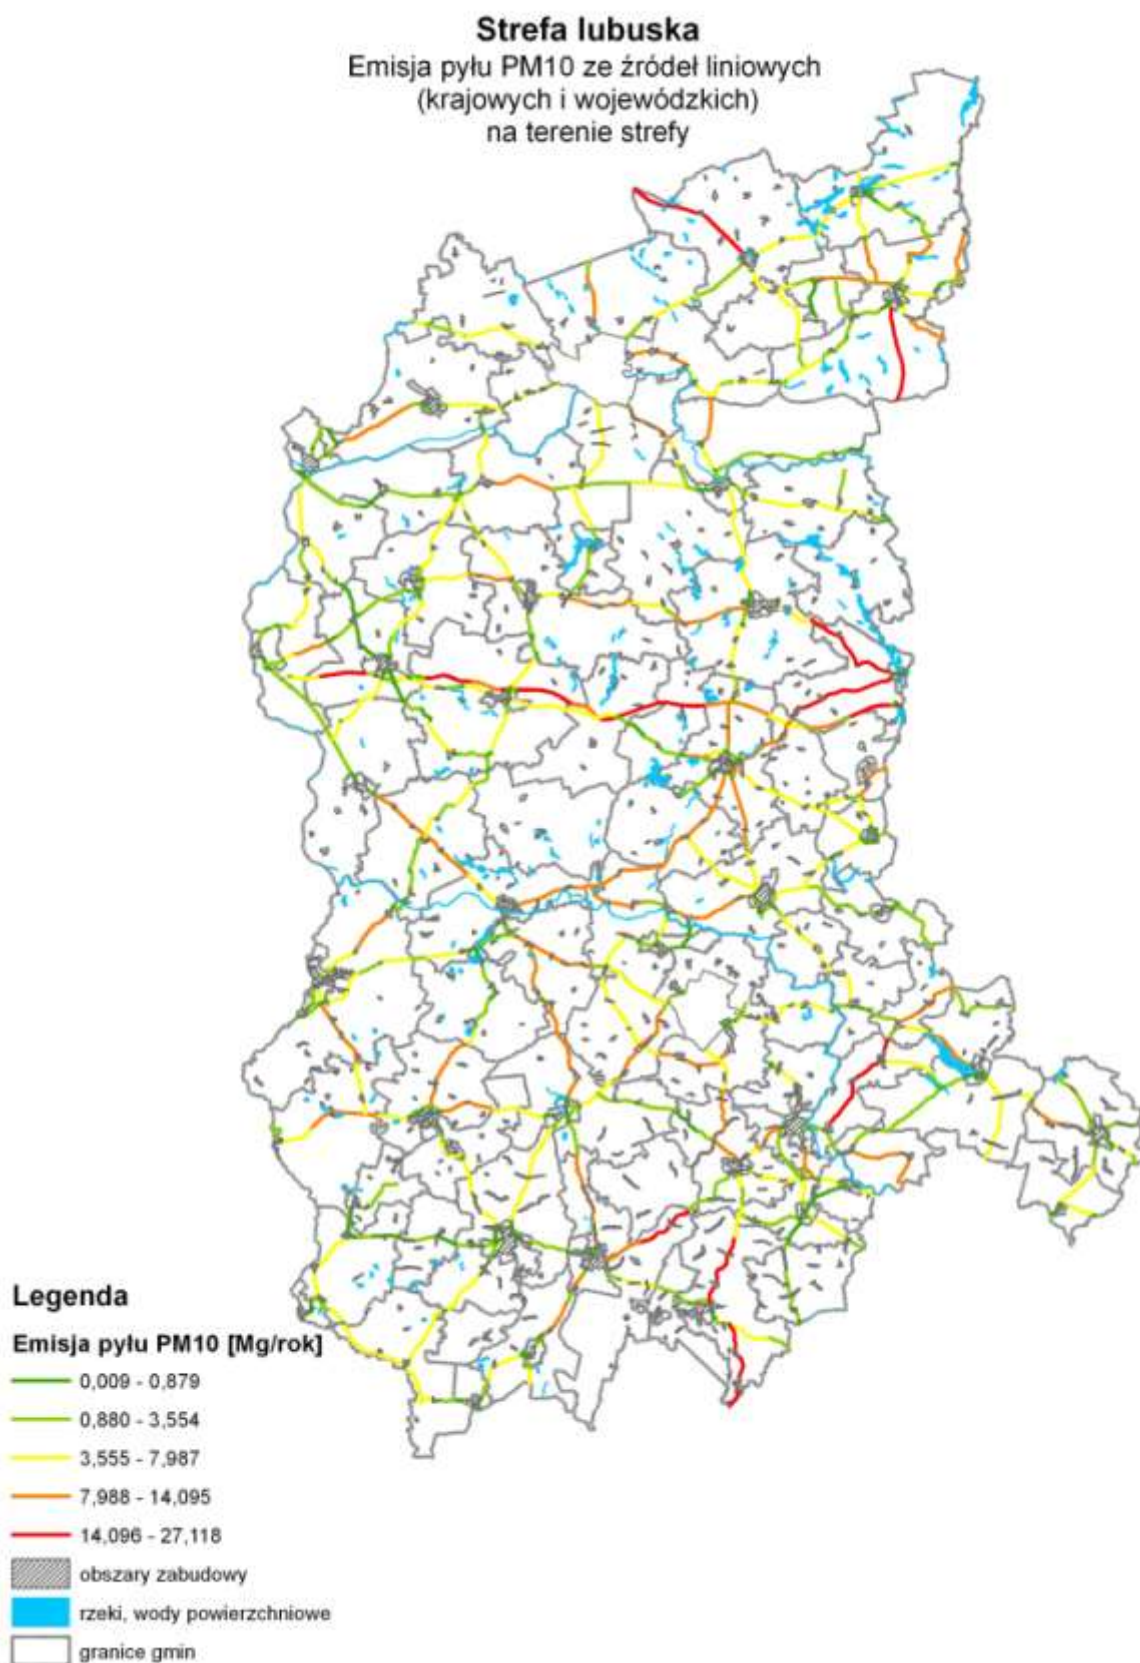 Strefa lubuska
Emisja pyłu PM10 ze źródeł liniowych
(krajowych i wojewódzkich)
na terenie strefy
Legenda
Emisja pyłu PM10 [Mg/rok]
0,009 - 0,879
0,880 - 3,554
3,555 - 7,987
7,988 - 14,095
14,096 - 27,118
obszary zabudowy
rzeki, wody powierzchniowe
granice gmin